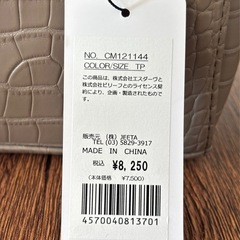 NO. CM121144
COLOR/SIZE TP
この商品は、株式会社エスダーヴと
株式会社ビリーフとのライセンス契
約により、企画・製造されたもので
す。
販売元 (株) JEETA
TEL (03) 5829-3917
MADE IN CHINA
税込 ¥8,250
(本体価格 ¥7,500)
4570040813701